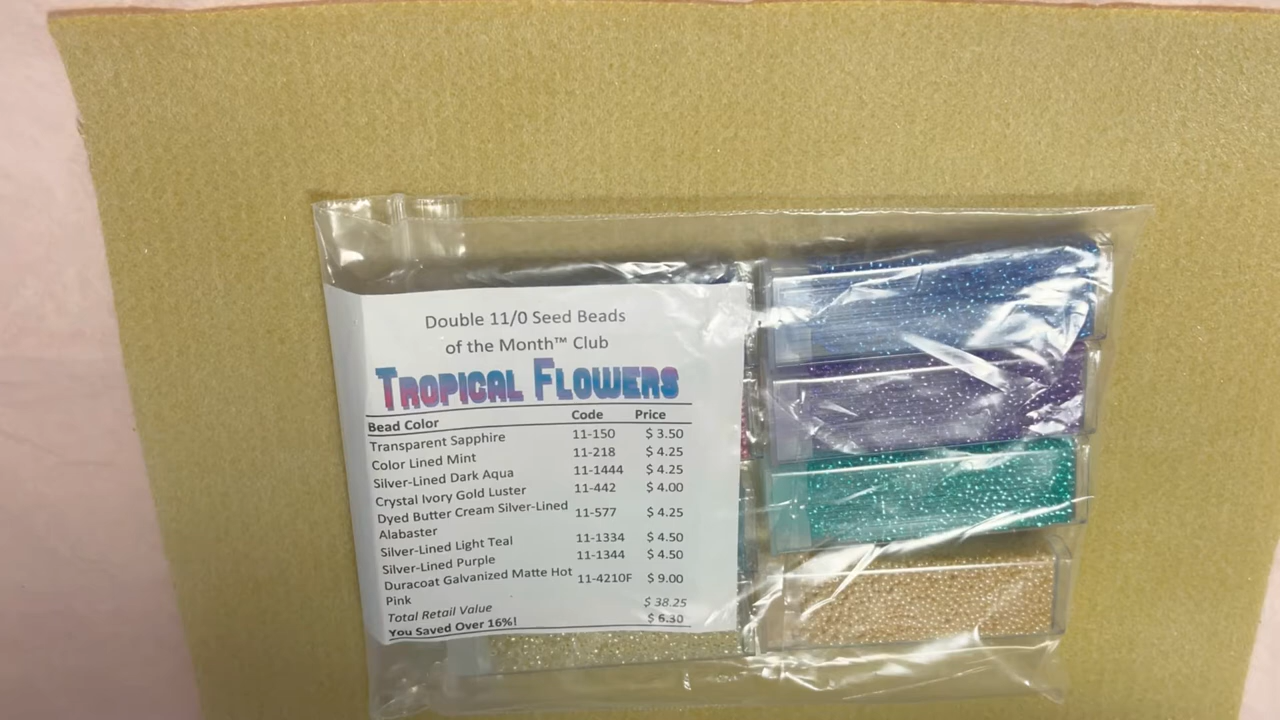 Double 11/0 Seed Beads
of the Month™ Club
TROPICAL FLOWERS
Bead Color Code Price
Transparent Sapphire 11-150 $ 3.50
Color Lined Mint 11-218 $ 4.25
Silver-Lined Dark Aqua 11-1444 $ 4.25
Crystal Ivory Gold Luster 11-442 $ 4.00
Dyed Butter Cream Silver-Lined 11-577 $ 4.25
Alabaster
Silver-Lined Light Teal 11-1334 $ 4.50
Silver-Lined Purple 11-1344 $ 4.50
Duracoat Galvanized Matte Hot 11-4210F $ 9.00
Pink
Total Retail Value $ 38.25
You Saved Over 16%! $ 6.30